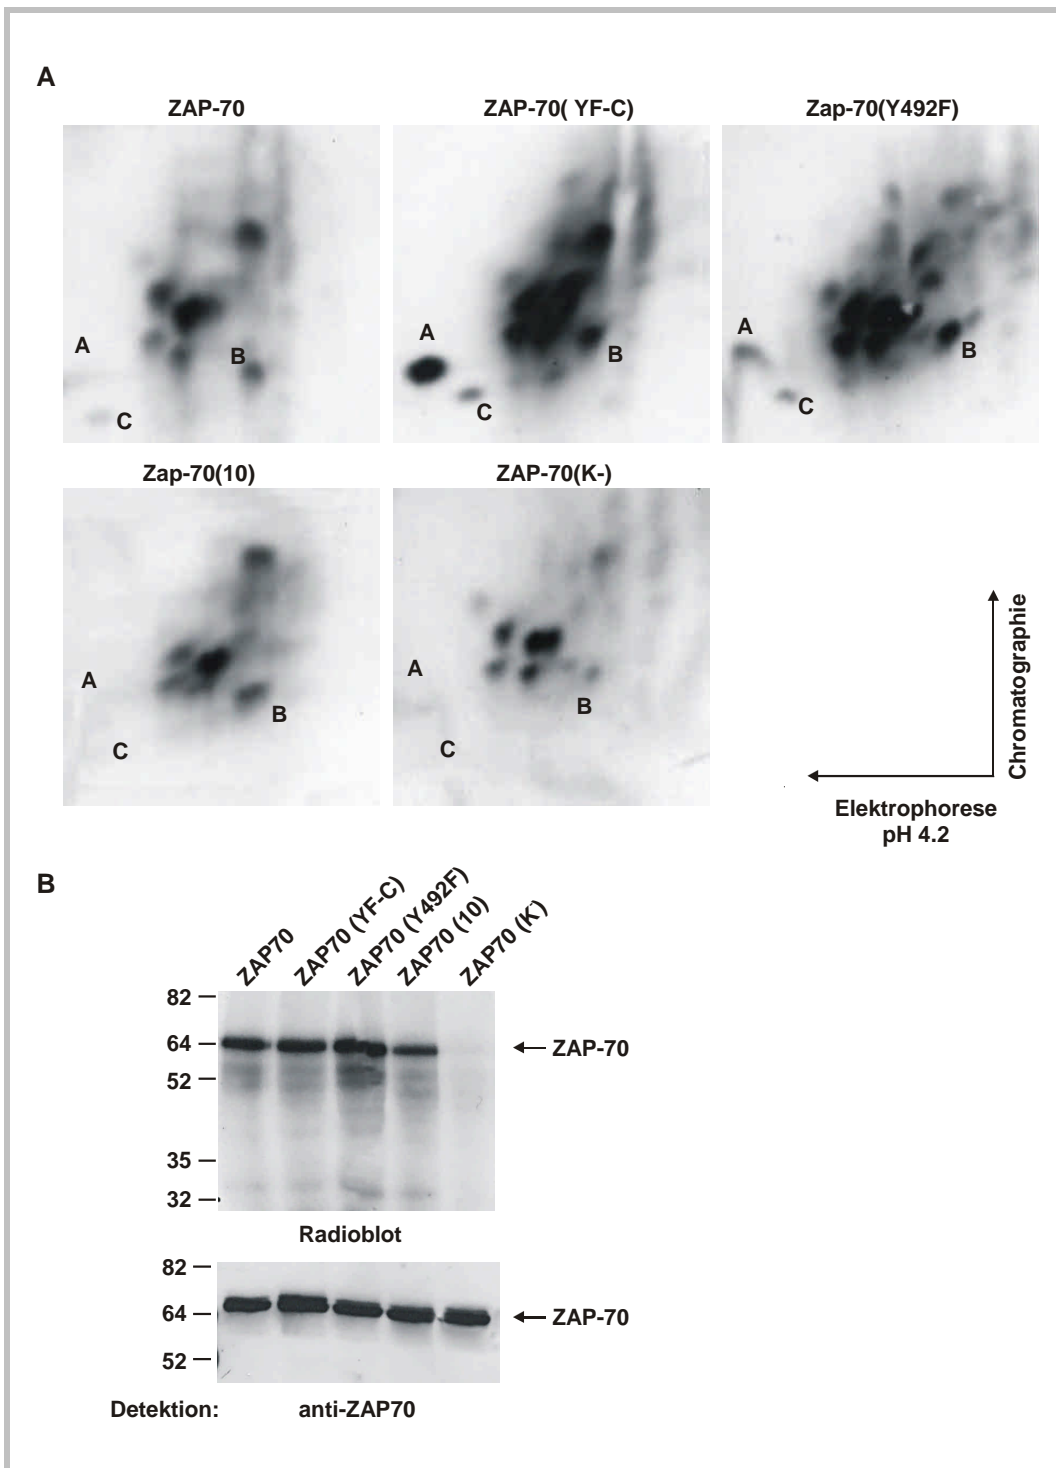 A
ZAP-70
ZAP-70( YF-C)
Zap-70(Y492F)
A
B
C
A
B
C
A
B
C
Zap-70(10)
ZAP-70(K-)
A
B
C
A
B
C
Chromatographie
Elektrophorese
pH 4.2
B
ZAP70
ZAP70 (YF-C)
ZAP70 (Y492F)
ZAP70 (10)
ZAP70 (K-)
82
64
52
35
32
ZAP-70
Radioblot
82
64
52
ZAP-70
Detektion: anti-ZAP70